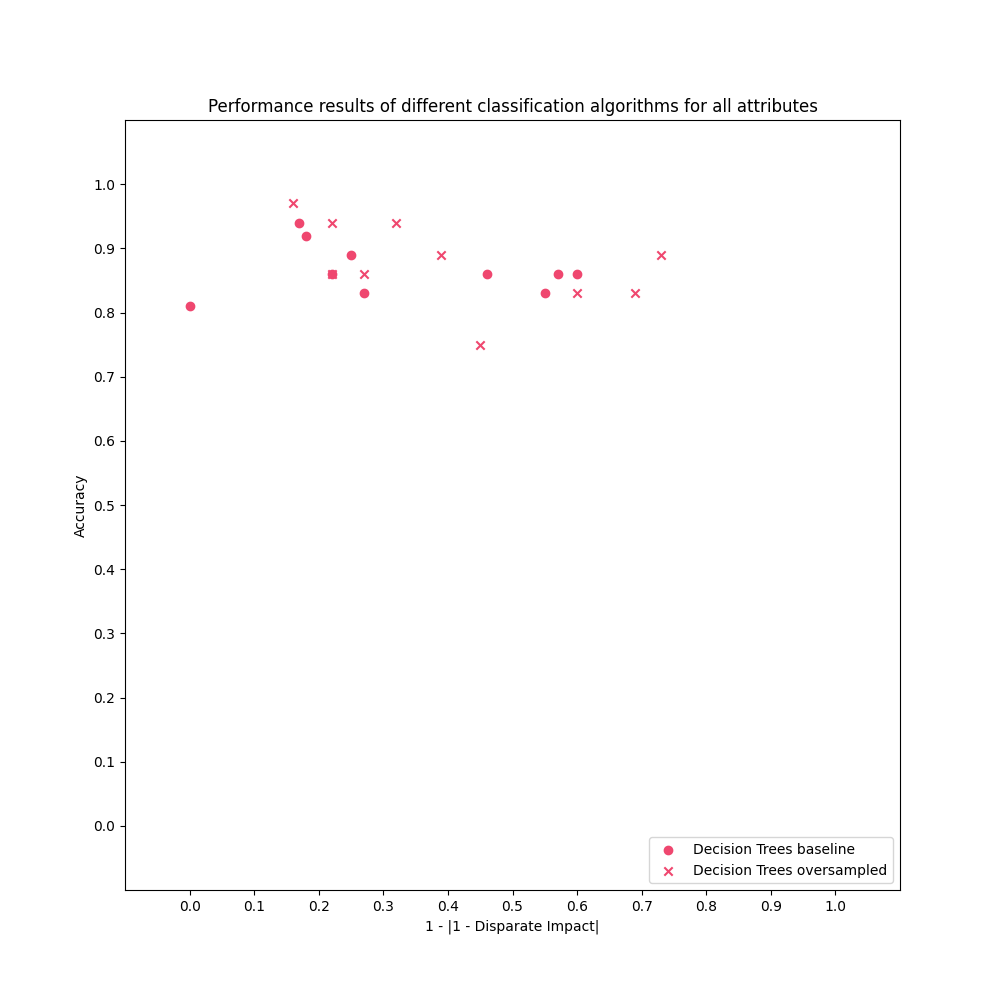 Performance results of different classification algorithms for all attributes
1.0
0.9
0.8
0.7
0.6
0.5
0.4
0.3
0.2
0.1
0.0
Accuracy
Decision Trees baseline
Decision Trees oversampled
0.0 0.1 0.2 0.3 0.4 0.5 0.6 0.7 0.8 0.9 1.0
1 - |1 - Disparate Impact|